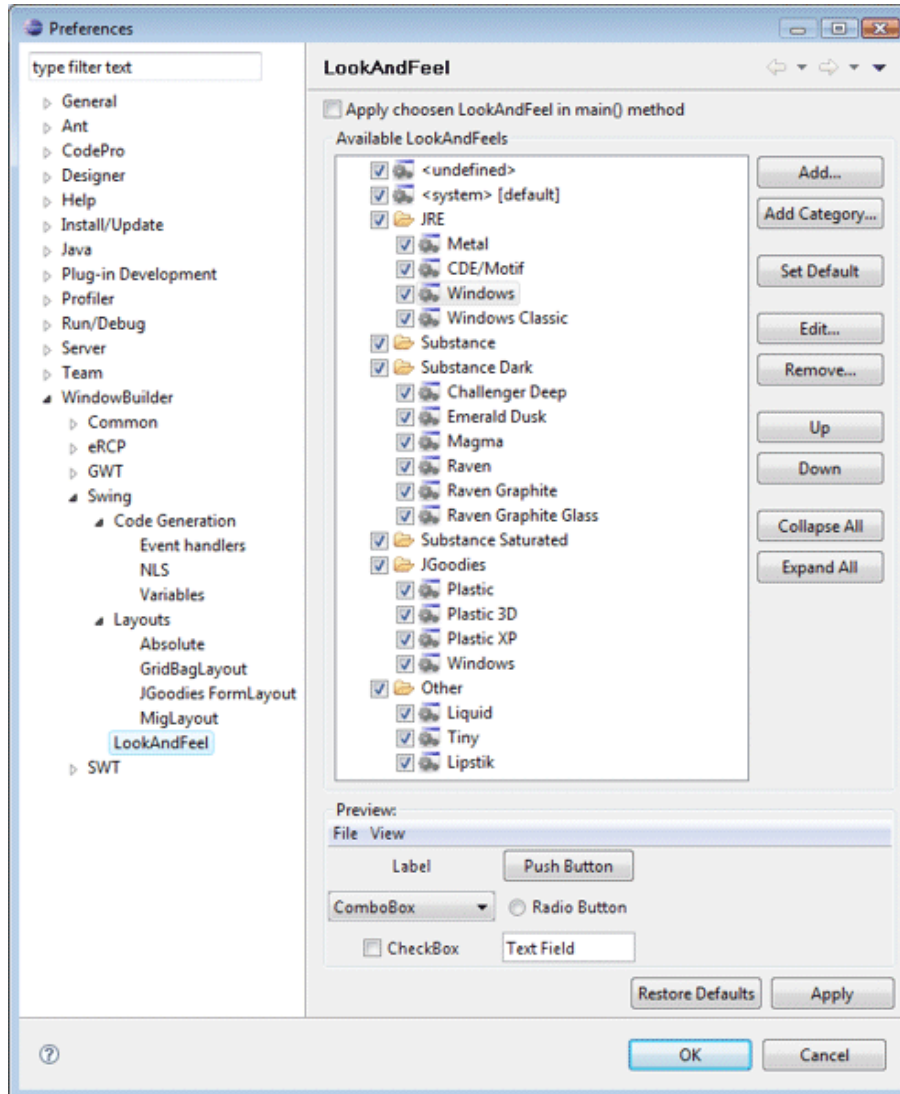 Preferences
type filter text
General
Ant
CodePro
Designer
Help
Install/Update
Java
Plug-in Development
Profiler
Run/Debug
Server
Team
WindowBuilder
Common
eRCP
GWT
Swing
Code Generation
Event handlers
NLS
Variables
Layouts
Absolute
GridBagLayout
JGoodies FormLayout
MigLayout
LookAndFeel
SWT
LookAndFeel
Apply choosen LookAndFeel in main() method
Available LookAndFeels
<undefined>
<system> [default]
JRE
Metal
CDE/Motif
Windows
Windows Classic
Substance
Substance Dark
Challenger Deep
Emerald Dusk
Magma
Raven
Raven Graphite
Raven Graphite Glass
Substance Saturated
JGoodies
Plastic
Plastic 3D
Plastic XP
Windows
Other
Liquid
Tiny
Lipstik
Add...
Add Category...
Set Default
Edit...
Remove...
Up
Down
Collapse All
Expand All
Preview:
File View
Label Push Button
ComboBox Radio Button
CheckBox Text Field
Restore Defaults Apply
OK Cancel